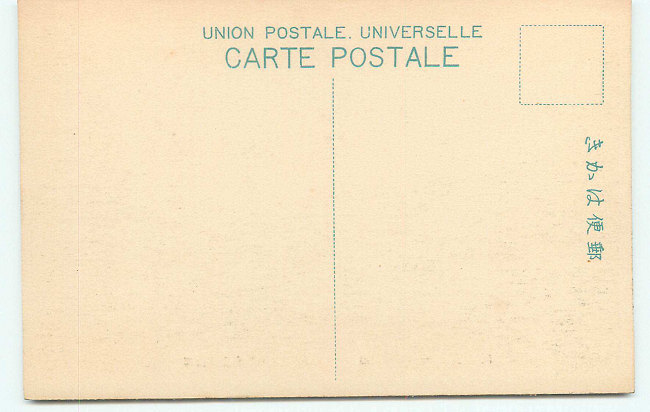 UNION POSTALE. UNIVERSELLE
CARTE POSTALE
郵便はかき